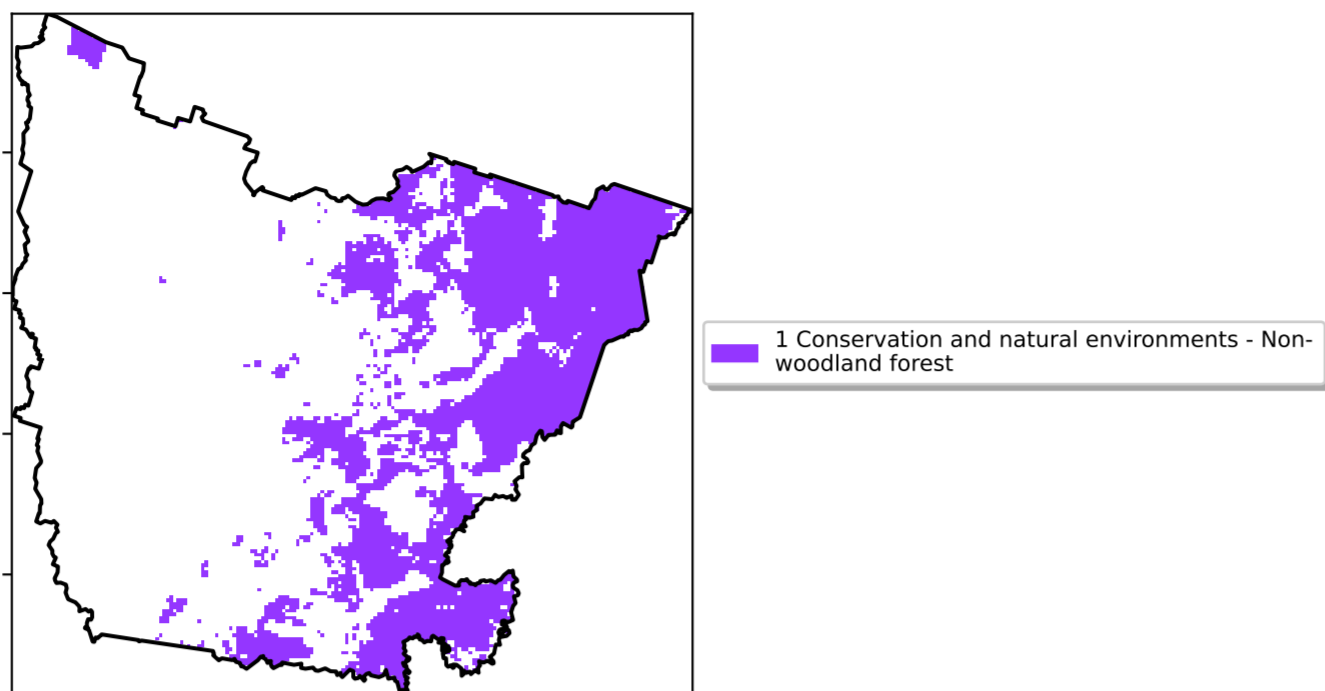 1 Conservation and natural environments - Non-
woodland forest